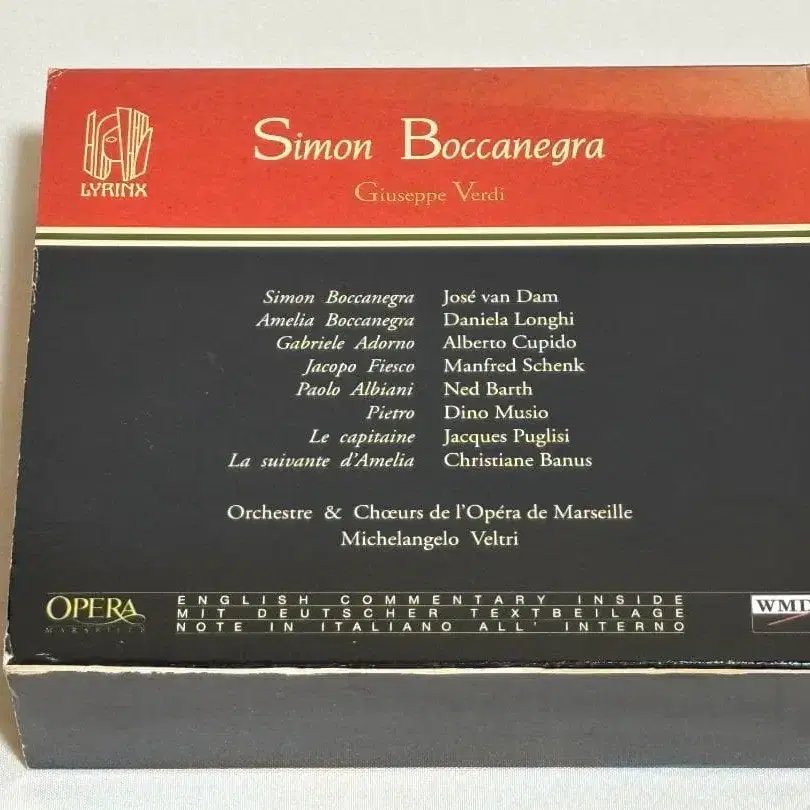 LYRINX
Simon Boccanegra
Giuseppe Verdi
Simon Boccanegra José van Dam
Amelia Boccanegra Daniela Longhi
Gabriele Adorno Alberto Cupido
Jacopo Fiesco Manfred Schenk
Paolo Albiani Ned Barth
Pietro Dino Musio
Le capitaine Jacques Puglisi
La suivante d'Amelia Christiane Banus
Orchestre & Chœurs de l'Opéra de Marseille
Michelangelo Veltri
OPERA
MARSEILLE
ENGLISH COMMENTARY INSIDE
MIT DEUTSCHER TEXTBEILAGE
NOTE IN ITALIANO ALL' INTERNO
WMD